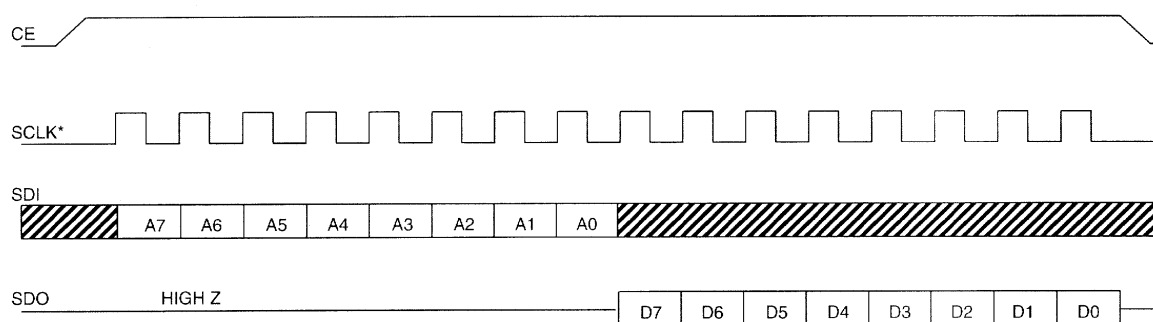 CE
SCLK*
SDI
A7 A6 A5 A4 A3 A2 A1 A0
SDO HIGH Z D7 D6 D5 D4 D3 D2 D1 D0